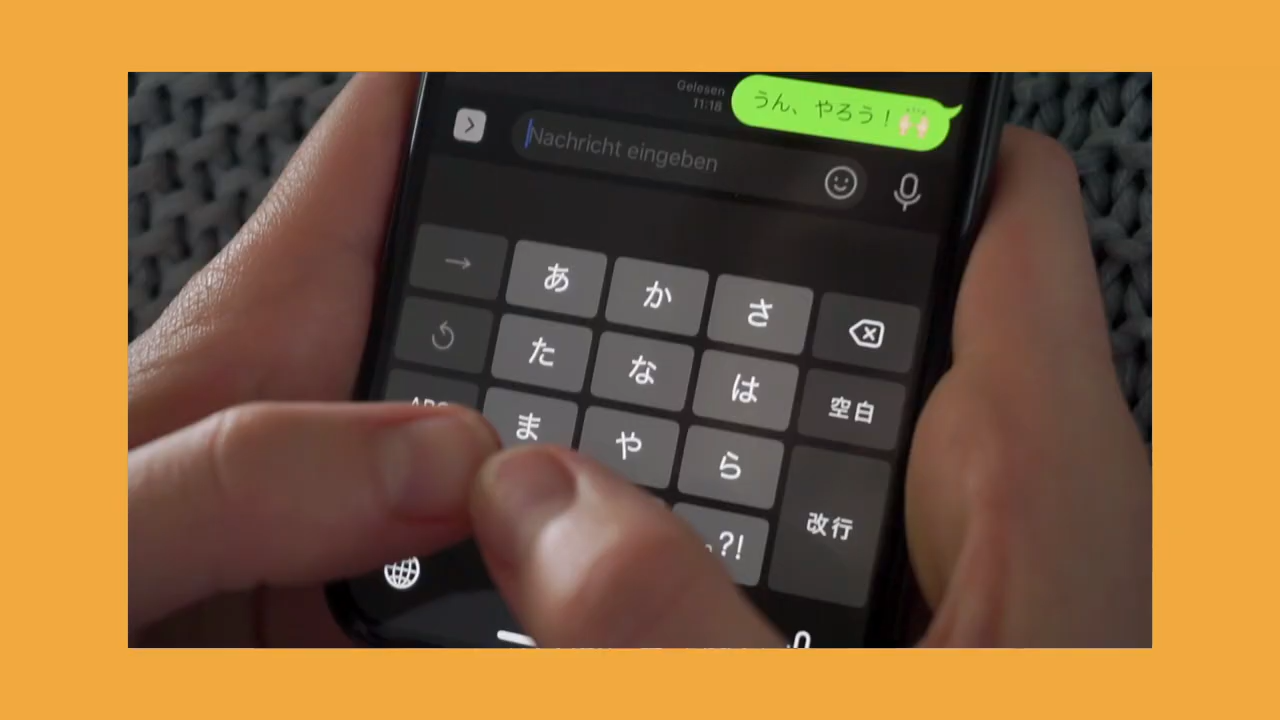 Gelesen
11:18
うん、やろう！🙌
Nachricht eingeben
→
あ
か
さ
た
な
は
空白
ABC
ま
や
ら
改行
。?!